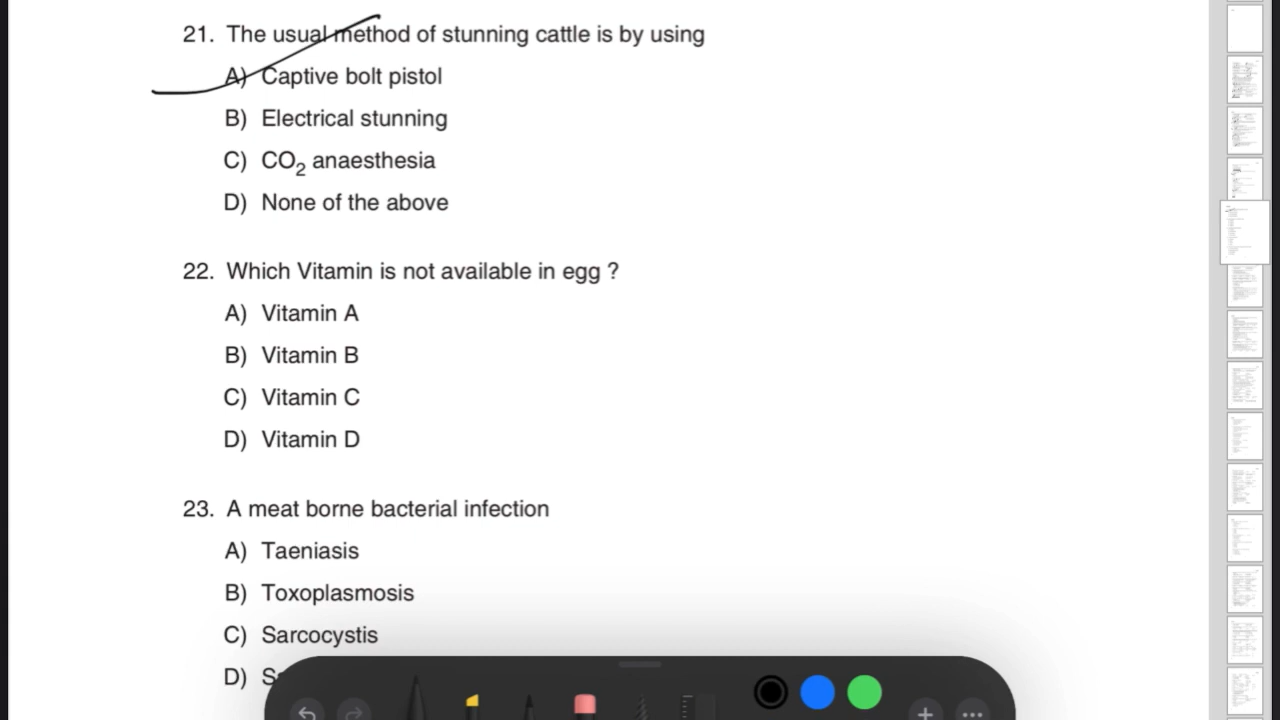 21. The usual method of stunning cattle is by using
A) Captive bolt pistol
B) Electrical stunning
C) CO₂ anaesthesia
D) None of the above
22. Which Vitamin is not available in egg ?
A) Vitamin A
B) Vitamin B
C) Vitamin C
D) Vitamin D
23. A meat borne bacterial infection
A) Taeniasis
B) Toxoplasmosis
C) Sarcocystis
D)